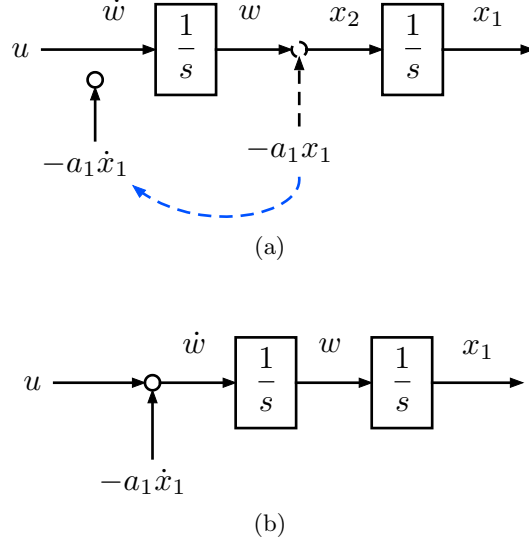 ẇ w x₂ x₁
u 1/s 1/s
−a₁ẋ₁ −a₁x₁
(a)
ẇ w x₁
u 1/s 1/s
−a₁ẋ₁
(b)